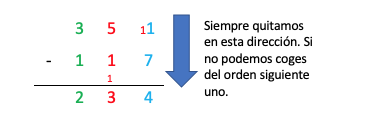 3 5 11
- 1 1 7
1
2 3 4
Siempre quitamos
en esta dirección. Si
no podemos coges
del orden siguiente
uno.